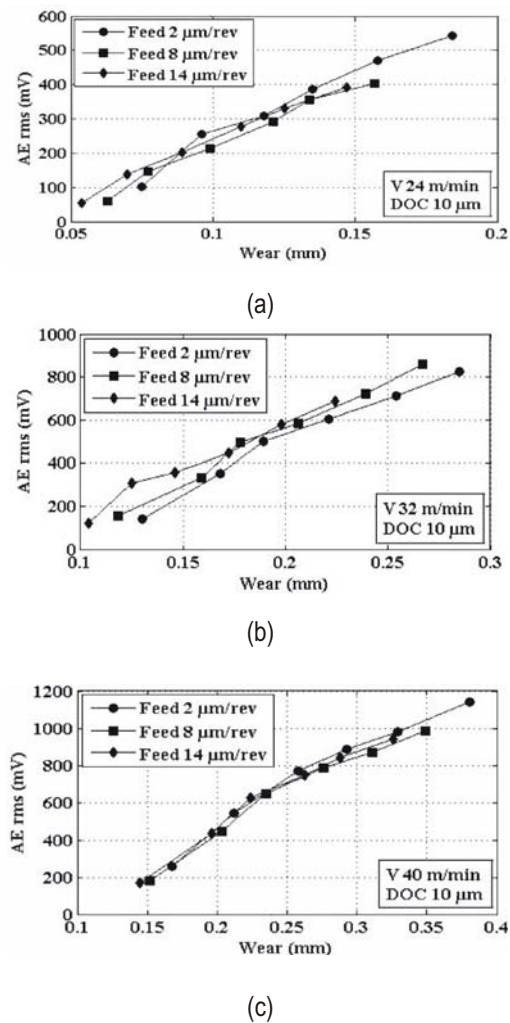 600
500
400
300
200
100
0
AE rms (mV)
Feed 2 µm/rev
Feed 8 µm/rev
Feed 14 µm/rev
V 24 m/min
DOC 10 µm
0.05 0.1 0.15 0.2
Wear (mm)
(a)
1000
800
600
400
200
0
AE rms (mV)
Feed 2 µm/rev
Feed 8 µm/rev
Feed 14 µm/rev
V 32 m/min
DOC 10 µm
0.1 0.15 0.2 0.25 0.3
Wear (mm)
(b)
1200
1000
800
600
400
200
0
AE rms (mV)
Feed 2 µm/rev
Feed 8 µm/rev
Feed 14 µm/rev
V 40 m/min
DOC 10 µm
0.1 0.15 0.2 0.25 0.3 0.35 0.4
Wear (mm)
(c)